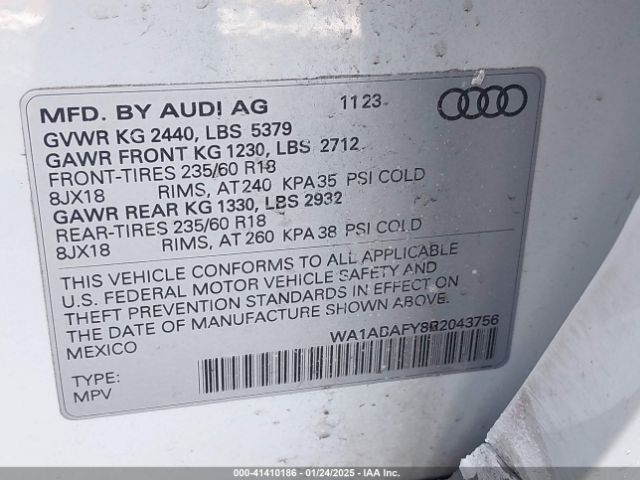 MFD. BY AUDI AG 11 23
GVWR KG 2440, LBS 5379
GAWR FRONT KG 1230, LBS 2712
FRONT-TIRES 235/60 R18
8JX18 RIMS, AT 240 KPA 35 PSI COLD
GAWR REAR KG 1330, LBS 2932
REAR-TIRES 235/60 R18
8JX18 RIMS, AT 260 KPA 38 PSI COLD
THIS VEHICLE CONFORMS TO ALL APPLICABLE
U.S. FEDERAL MOTOR VEHICLE SAFETY AND
THEFT PREVENTION STANDARDS IN EFFECT ON
THE DATE OF MANUFACTURE SHOWN ABOVE.
MEXICO
WA1ABAFY8R2043756
TYPE:
MPV
000-41410186 - 01/24/2025 - IAA Inc.